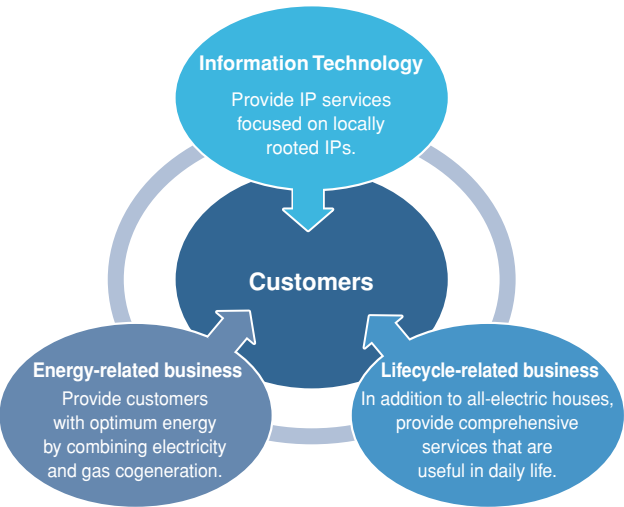 Information Technology
Provide IP services
focused on locally
rooted IPs.
Customers
Energy-related business
Provide customers
with optimum energy
by combining electricity
and gas cogeneration.
Lifecycle-related business
In addition to all-electric houses,
provide comprehensive
services that are
useful in daily life.